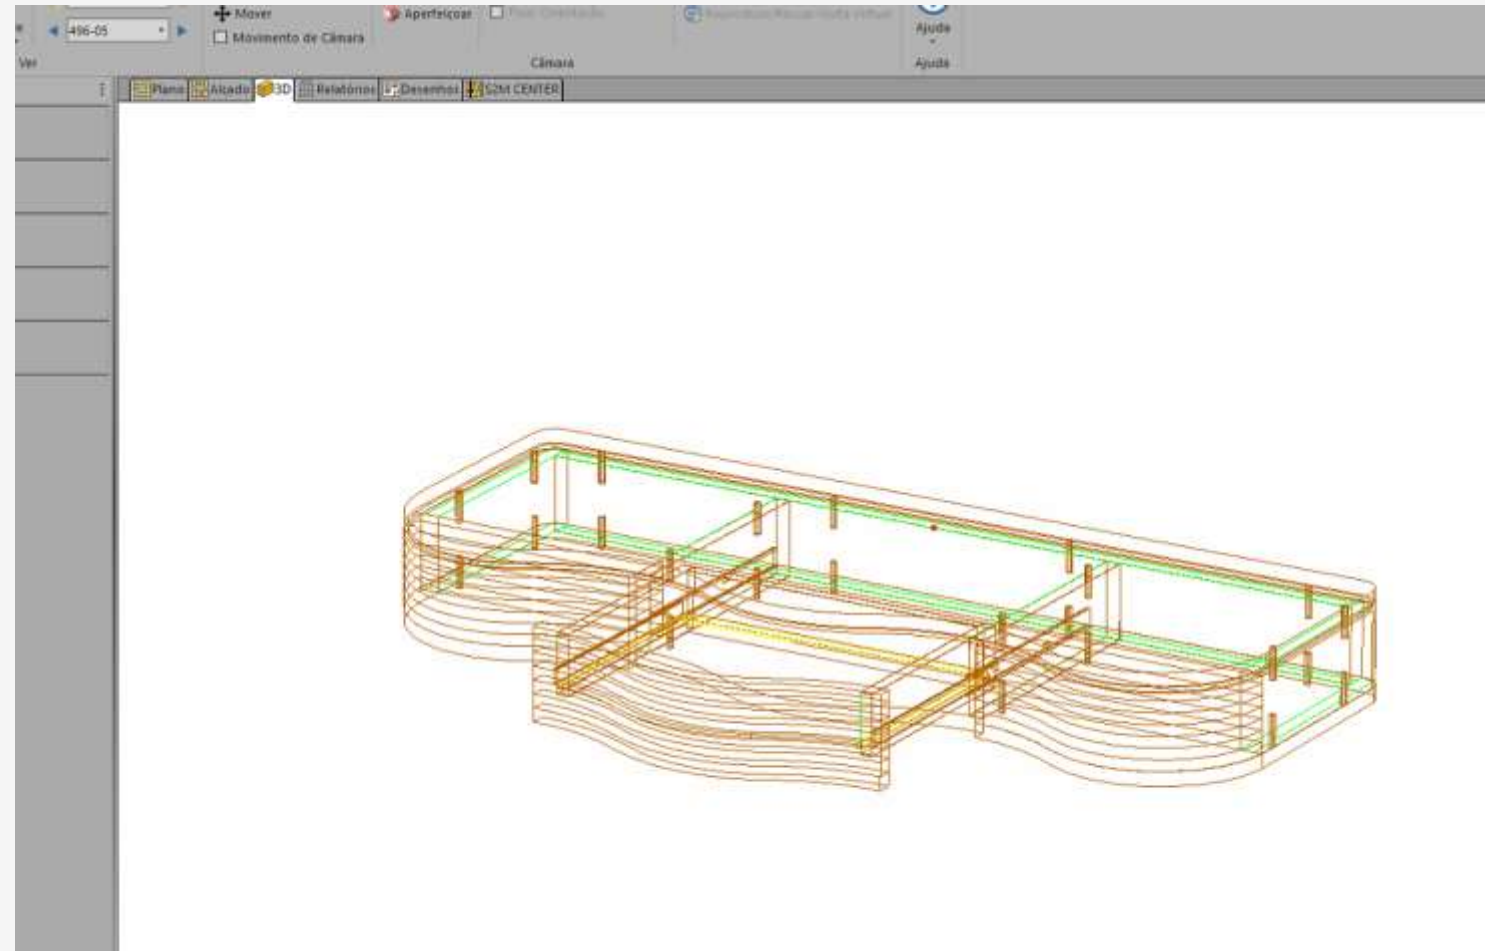 Mover
Aperfeiçoar
496-05
Movimento de Câmara
Ajuda
Ver
Câmara
Ajuda
Plano
Alçado
3D
Relatórios
Desenhos
S2M CENTER